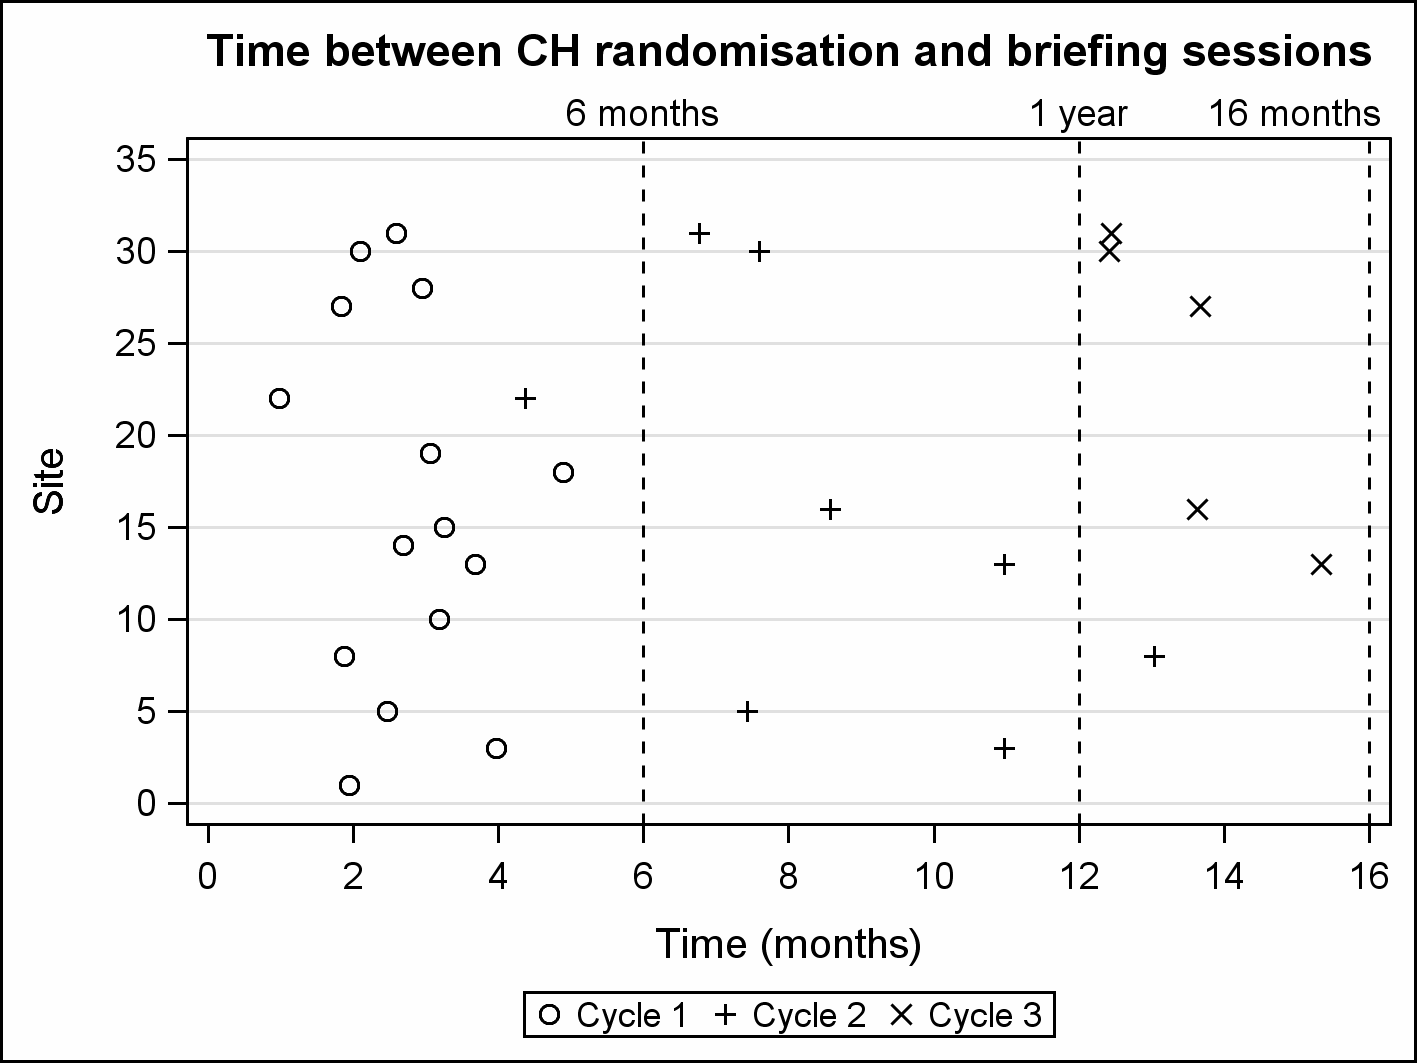 Time between CH randomisation and briefing sessions
6 months 1 year 16 months
35
30
25
20
15
10
5
0
Site
0 2 4 6 8 10 12 14 16
Time (months)
Cycle 1 Cycle 2 Cycle 3